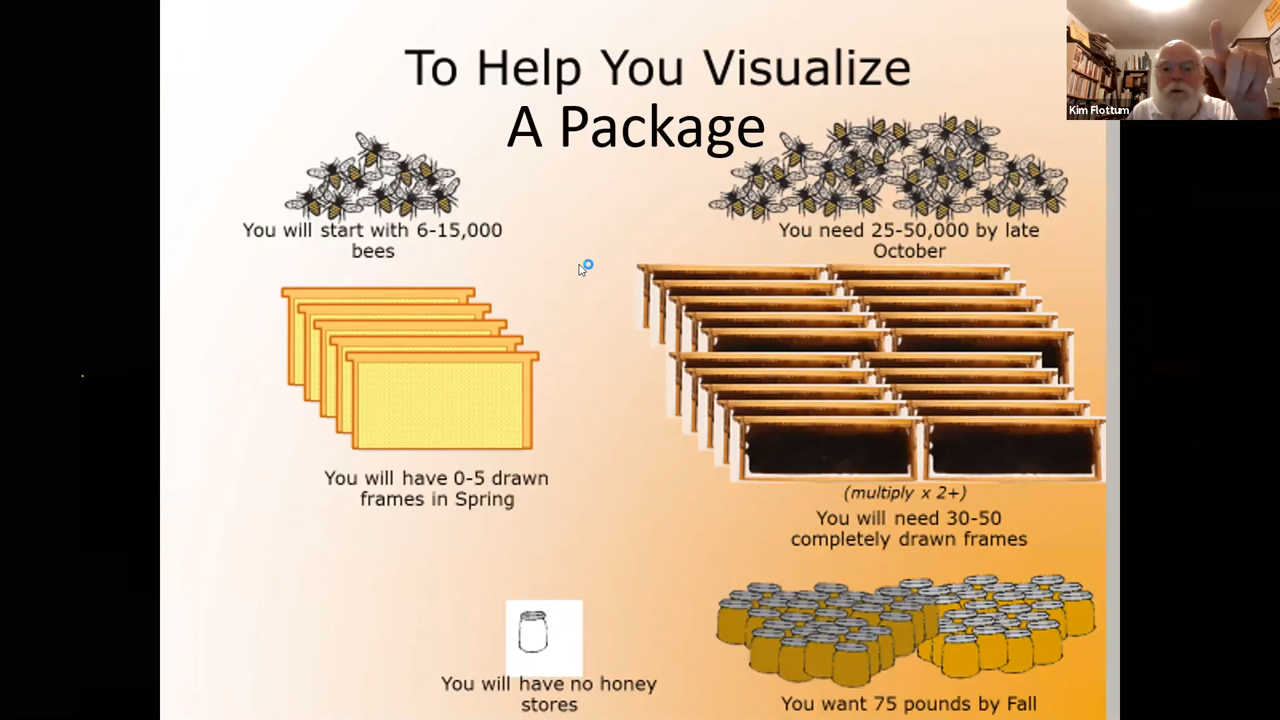 To Help You Visualize
A Package
Kim Flottum
You will start with 6-15,000
bees
You need 25-50,000 by late
October
You will have 0-5 drawn
frames in Spring
(multiply x 2+)
You will need 30-50
completely drawn frames
You will have no honey
stores
You want 75 pounds by Fall